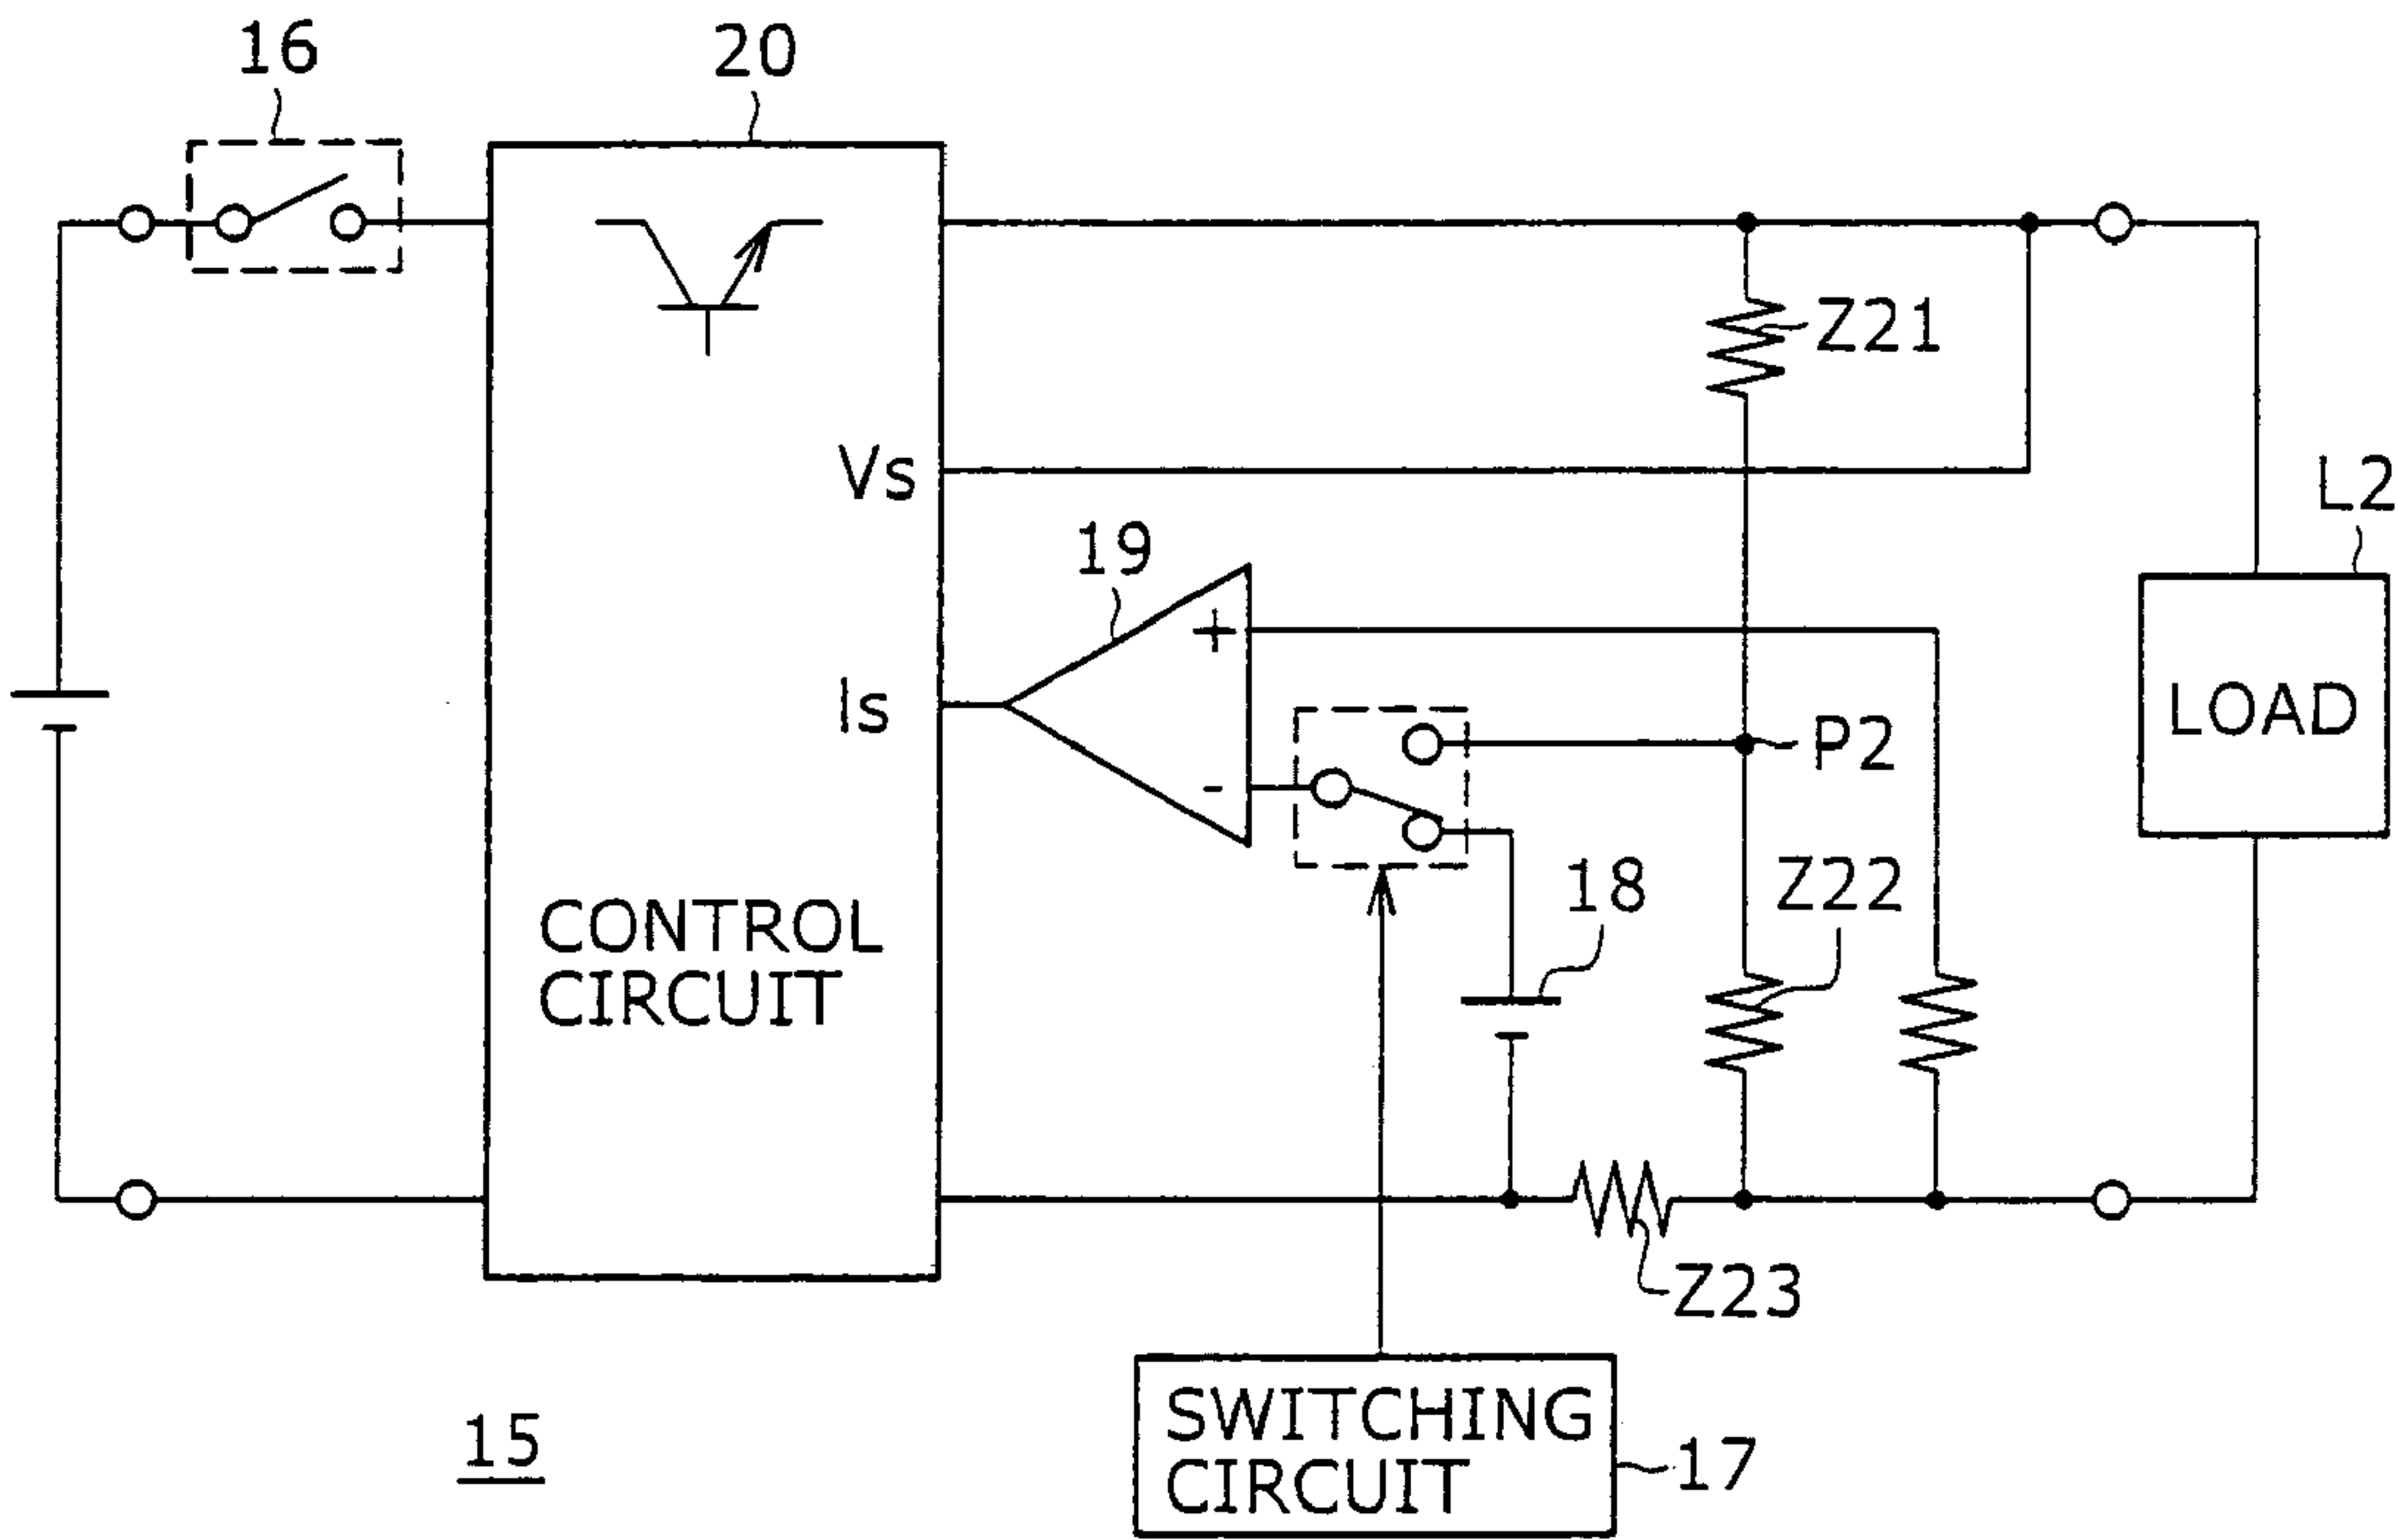 16
20
Z21
Vs
L2
19
+
Is
LOAD
P2
-
18
Z22
CONTROL
CIRCUIT
Z23
15
SWITCHING
CIRCUIT
17